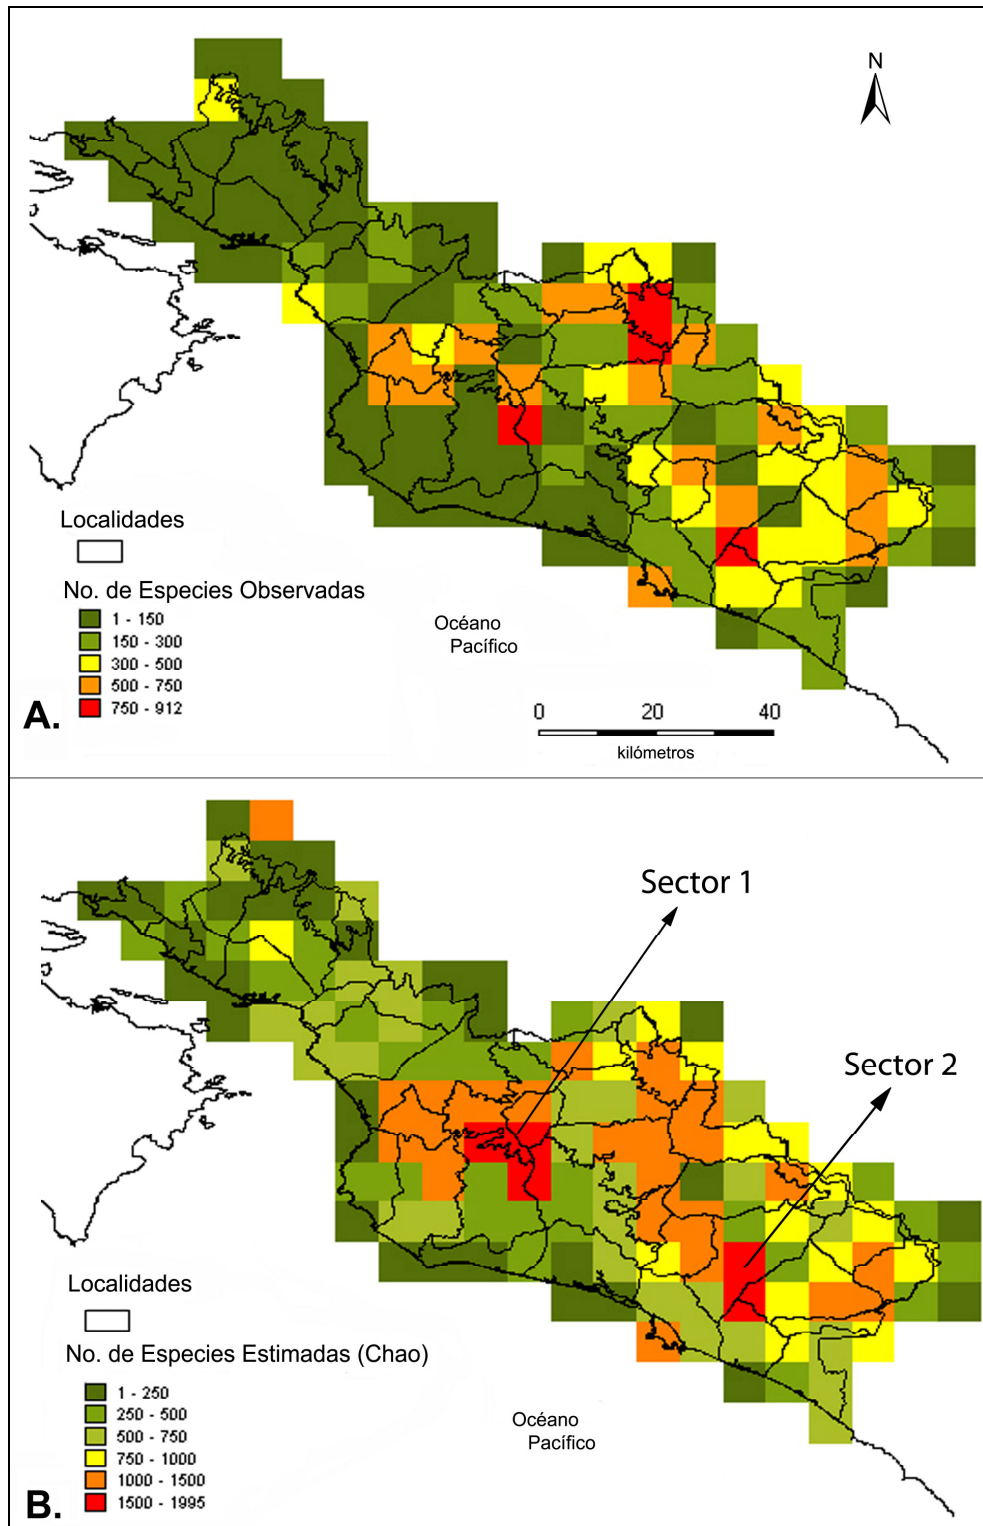 N
Localidades
No. de Especies Observadas
1 - 150
150 - 300
300 - 500
500 - 750
750 - 912
A.
Océano
Pacífico
0 20 40
kilómetros
Sector 1
Sector 2
Localidades
No. de Especies Estimadas (Chao)
1 - 250
250 - 500
500 - 750
750 - 1000
1000 - 1500
1500 - 1995
B.
Océano
Pacífico